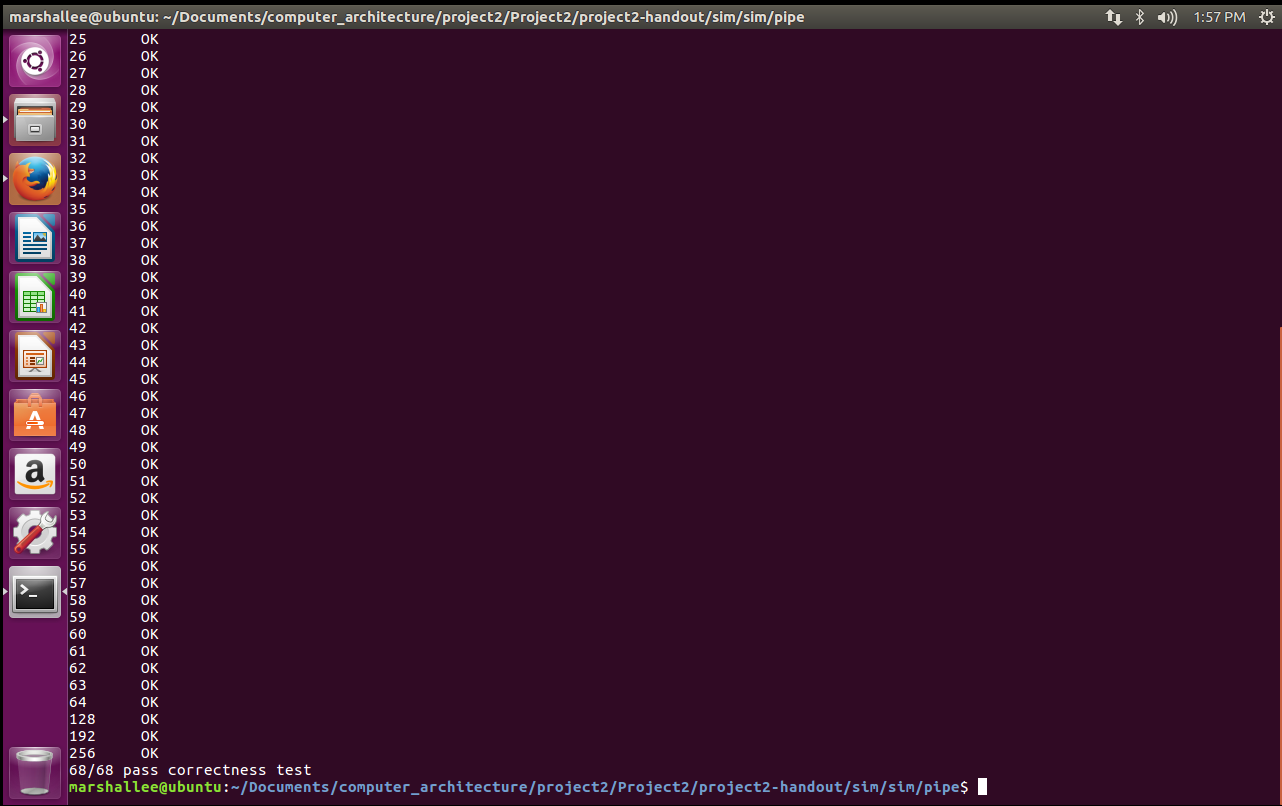 marshallee@ubuntu: ~/Documents/computer_architecture/project2/Project2/project2-handout/sim/sim/pipe 1:57 PM
25 OK
26 OK
27 OK
28 OK
29 OK
30 OK
31 OK
32 OK
33 OK
34 OK
35 OK
36 OK
37 OK
38 OK
39 OK
40 OK
41 OK
42 OK
43 OK
44 OK
45 OK
46 OK
47 OK
48 OK
49 OK
50 OK
51 OK
52 OK
53 OK
54 OK
55 OK
56 OK
57 OK
58 OK
59 OK
60 OK
61 OK
62 OK
63 OK
64 OK
128 OK
192 OK
256 OK
68/68 pass correctness test
marshallee@ubuntu:~/Documents/computer_architecture/project2/Project2/project2-handout/sim/sim/pipe$